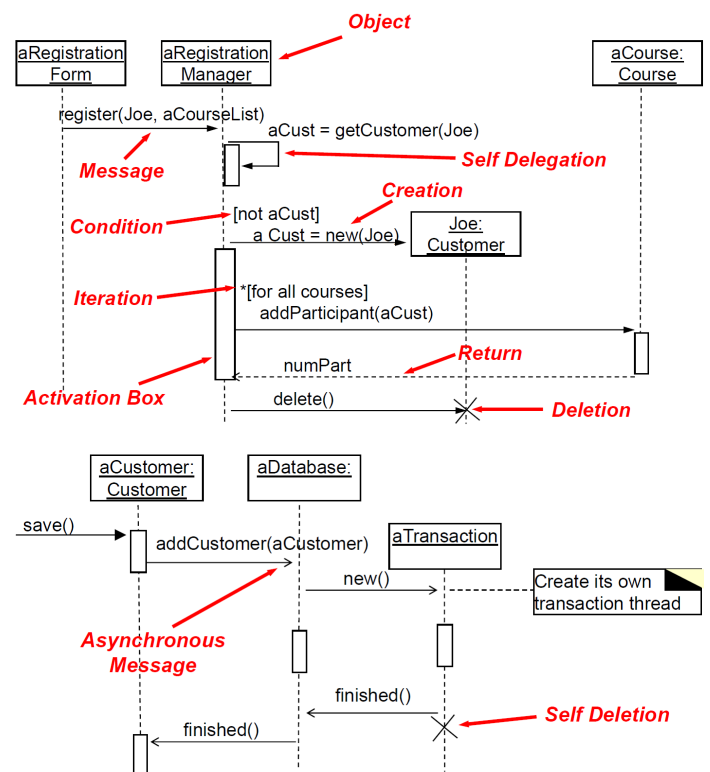 Object
aRegistration
Form
aRegistration
Manager
aCourse:
Course
register(Joe, aCourseList)
aCust = getCustomer(Joe)
Message
Self Delegation
Creation
Condition
[not aCust]
a Cust = new(Joe)
Joe:
Customer
Iteration
*[for all courses]
addParticipant(aCust)
Return
numPart
Activation Box
delete()
Deletion
aCustomer:
Customer
aDatabase:
save()
addCustomer(aCustomer)
aTransaction
new()
Create its own
transaction thread
Asynchronous
Message
finished()
Self Deletion
finished()